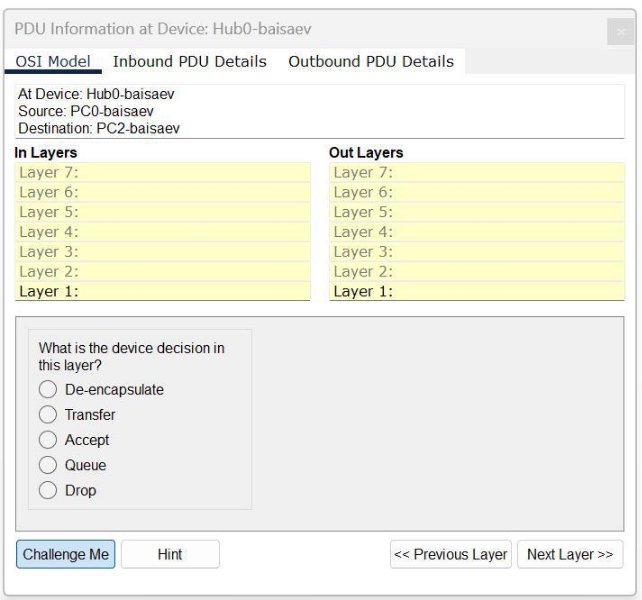 PDU Information at Device: Hub0-baisaev
OSI Model Inbound PDU Details Outbound PDU Details
At Device: Hub0-baisaev
Source: PC0-baisaev
Destination: PC2-baisaev
In Layers Out Layers
Layer 7: Layer 7:
Layer 6: Layer 6:
Layer 5: Layer 5:
Layer 4: Layer 4:
Layer 3: Layer 3:
Layer 2: Layer 2:
Layer 1: Layer 1:
What is the device decision in
this layer?
De-encapsulate
Transfer
Accept
Queue
Drop
Challenge Me Hint << Previous Layer Next Layer >>